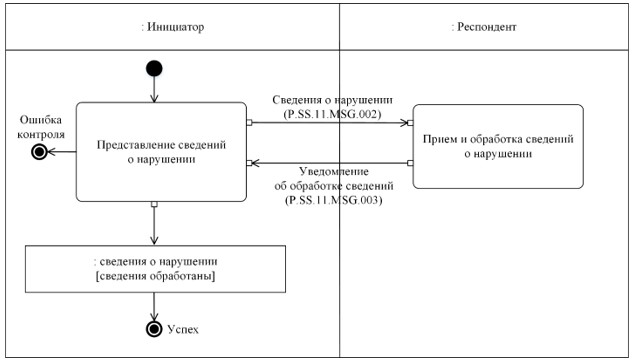 : Инициатор
: Респондент
Сведения о нарушении
(P.SS.11.MSG.002)
Ошибка
контроля
Представление сведений
о нарушении
Прием и обработка сведений
о нарушении
Уведомление
об обработке сведений
(P.SS.11.MSG.003)
: сведения о нарушении
[сведения обработаны]
Успех